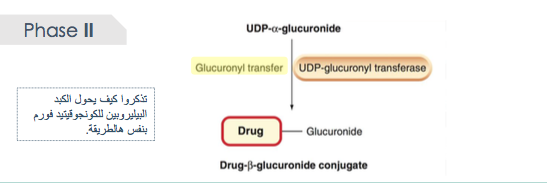 Phase II
UDP-α-glucuronide
Glucuronyl transfer
UDP-glucuronyl transferase
تذكروا كيف يحول الكبد
البيليروبين للكونجوقيتيد فورم
بنفس هالطريقة.
Drug
Glucuronide
Drug-β-glucuronide conjugate